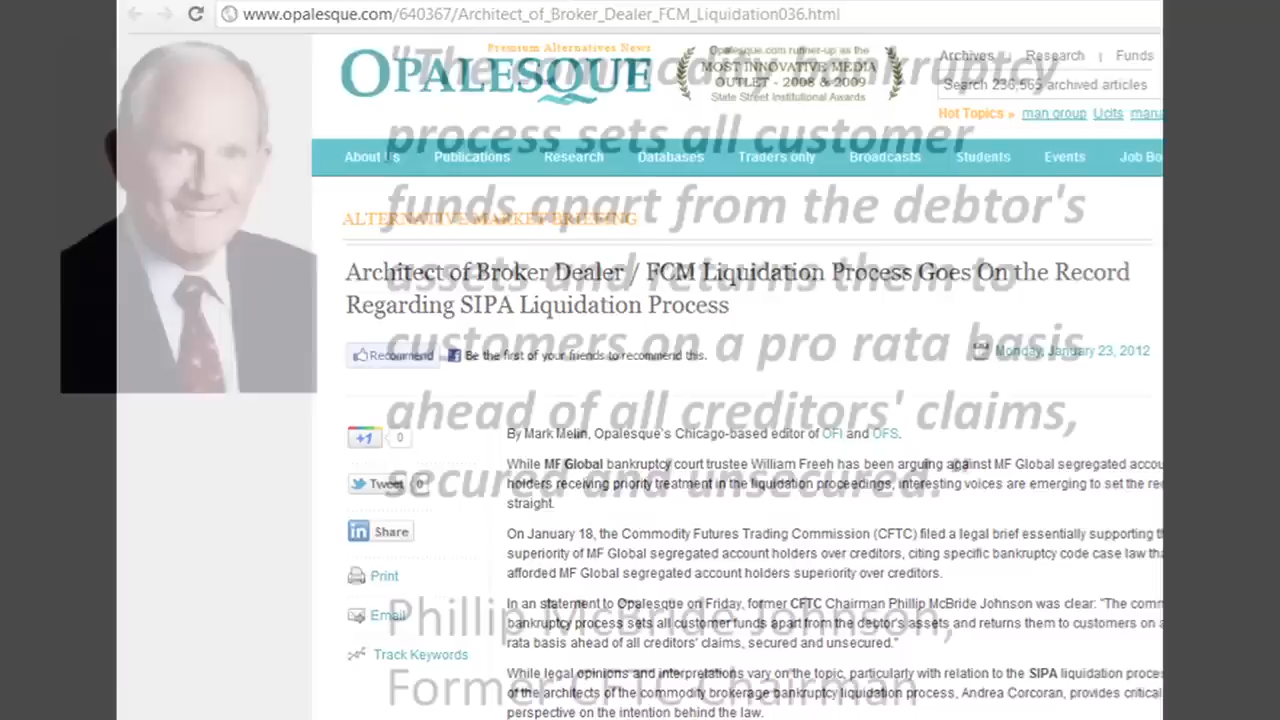 www.opalesque.com/640367/Architect_of_Broker_Dealer_FCM_Liquidation036.html
Premium Alternatives News
OPALESQUE
Opalesque.com runner-up as the
MOST INNOVATIVE MEDIA
OUTLET - 2008 & 2009
State Street Institutional Awards
Archives | Research | Funds
Search 236,565 archived articles
Hot Topics » man group Ucits mana
About Us Publications Research Databases Traders only Broadcasts Students Events Job Bo
ALTERNATIVE MARKET BRIEFING
Architect of Broker Dealer / FCM Liquidation Process Goes On the Record
Regarding SIPA Liquidation Process
Recommend Be the first of your friends to recommend this.
Monday, January 23, 2012
+1 0
Tweet 0
Share
Print
Email
Track Keywords
By Mark Melin, Opalesque's Chicago-based editor of OFI and OFS.
While MF Global bankruptcy court trustee William Freeh has been arguing against MF Global segregated accou
holders receiving priority treatment in the liquidation proceedings, interesting voices are emerging to set the re
straight.
On January 18, the Commodity Futures Trading Commission (CFTC) filed a legal brief essentially supporting t
superiority of MF Global segregated account holders over creditors, citing specific bankruptcy code case law tha
afforded MF Global segregated account holders superiority over creditors.
In an statement to Opalesque on Friday, former CFTC Chairman Phillip McBride Johnson was clear: "The comm
bankruptcy process sets all customer funds apart from the debtor's assets and returns them to customers on a
rata basis ahead of all creditors' claims, secured and unsecured."
While legal opinions and interpretations vary on the topic, particularly with relation to the SIPA liquidation proce
of the architects of the commodity brokerage bankruptcy liquidation process, Andrea Corcoran, provides critical
perspective on the intention behind the law.
"The commodity bankruptcy
process sets all customer
funds apart from the debtor's
assets and returns them to
customers on a pro rata basis
ahead of all creditors' claims,
secured and unsecured."
Phillip McBride Johnson,
Former CFTC Chairman